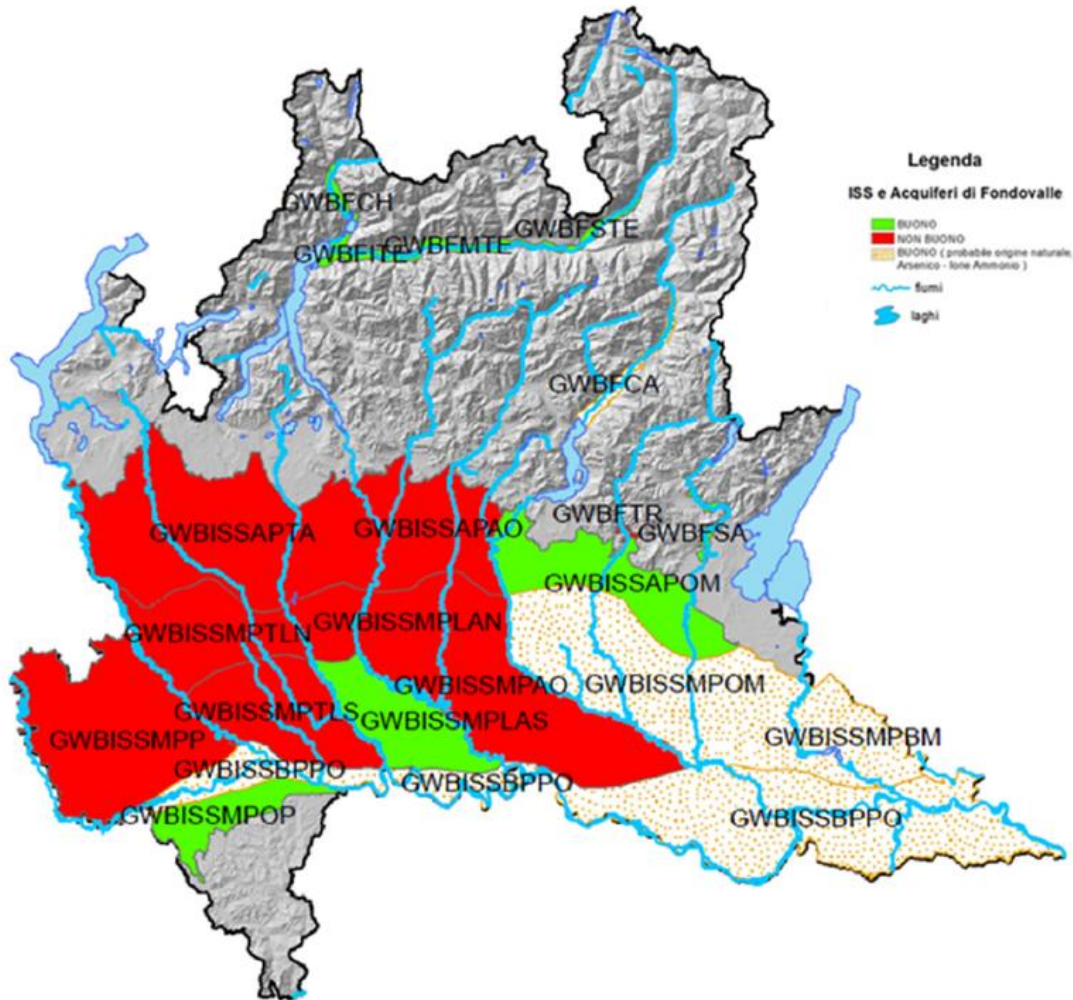 Legenda
ISS e Acquiferi di Fondovalle
BUONO
NON BUONO
BUONO ( probabile origine naturale,
Arsenico - Ione Ammonio )
fiumi
laghi
GWBFCH
GWBFSTE
GWBFMTE
GWBFITE
GWBFCA
GWBFTR
GWBFSA
GWBISSAPTA
GWBISSAPAO
GWBISSAPOM
GWBISSMPTLN
GWBISSMPLAN
GWBISSMPAO
GWBISSMPOM
GWBISSMPTLS
GWBISSMPLAS
GWBISSMPP
GWBISSMPBM
GWBISSBPPO
GWBISSBPPO
GWBISSMPOP
GWBISSBPPO